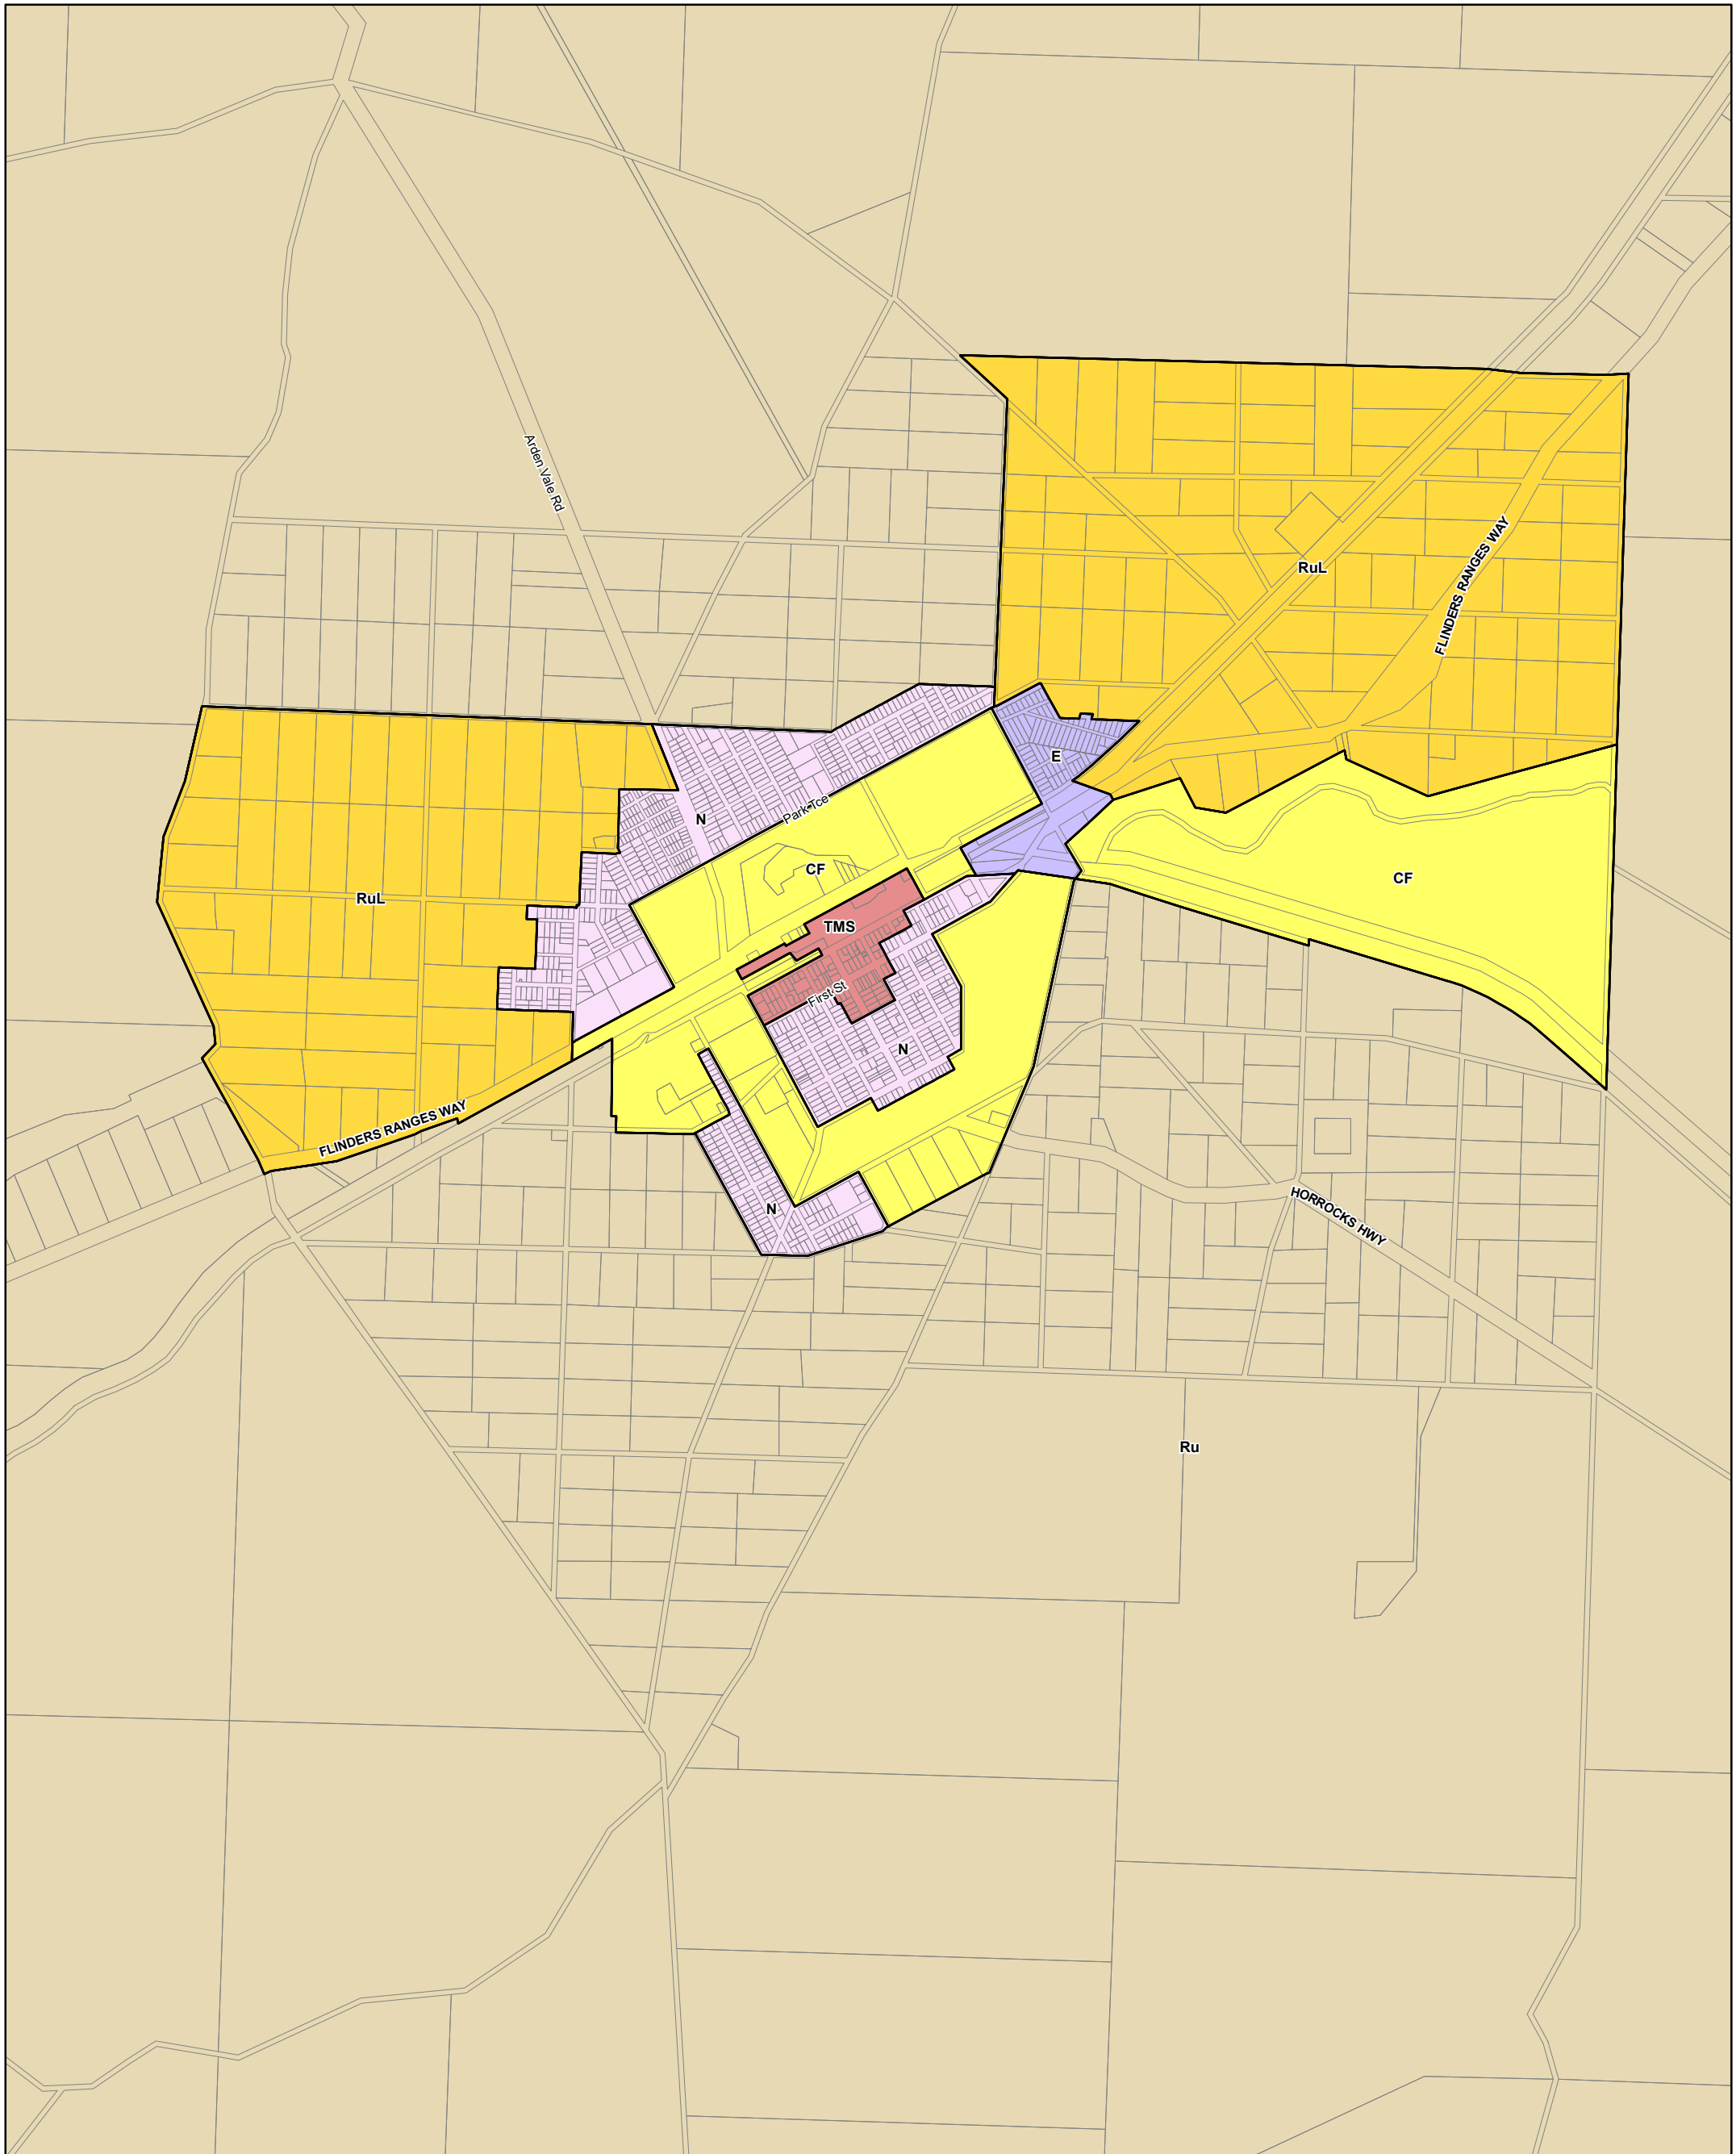 Arden Vale Rd
RuL
FLINDERS RANGES WAY
E
Park Tce
N
CF
CF
RuL
TMS
First St
N
FLINDERS RANGES WAY
N
HORROCKS HWY
Ru